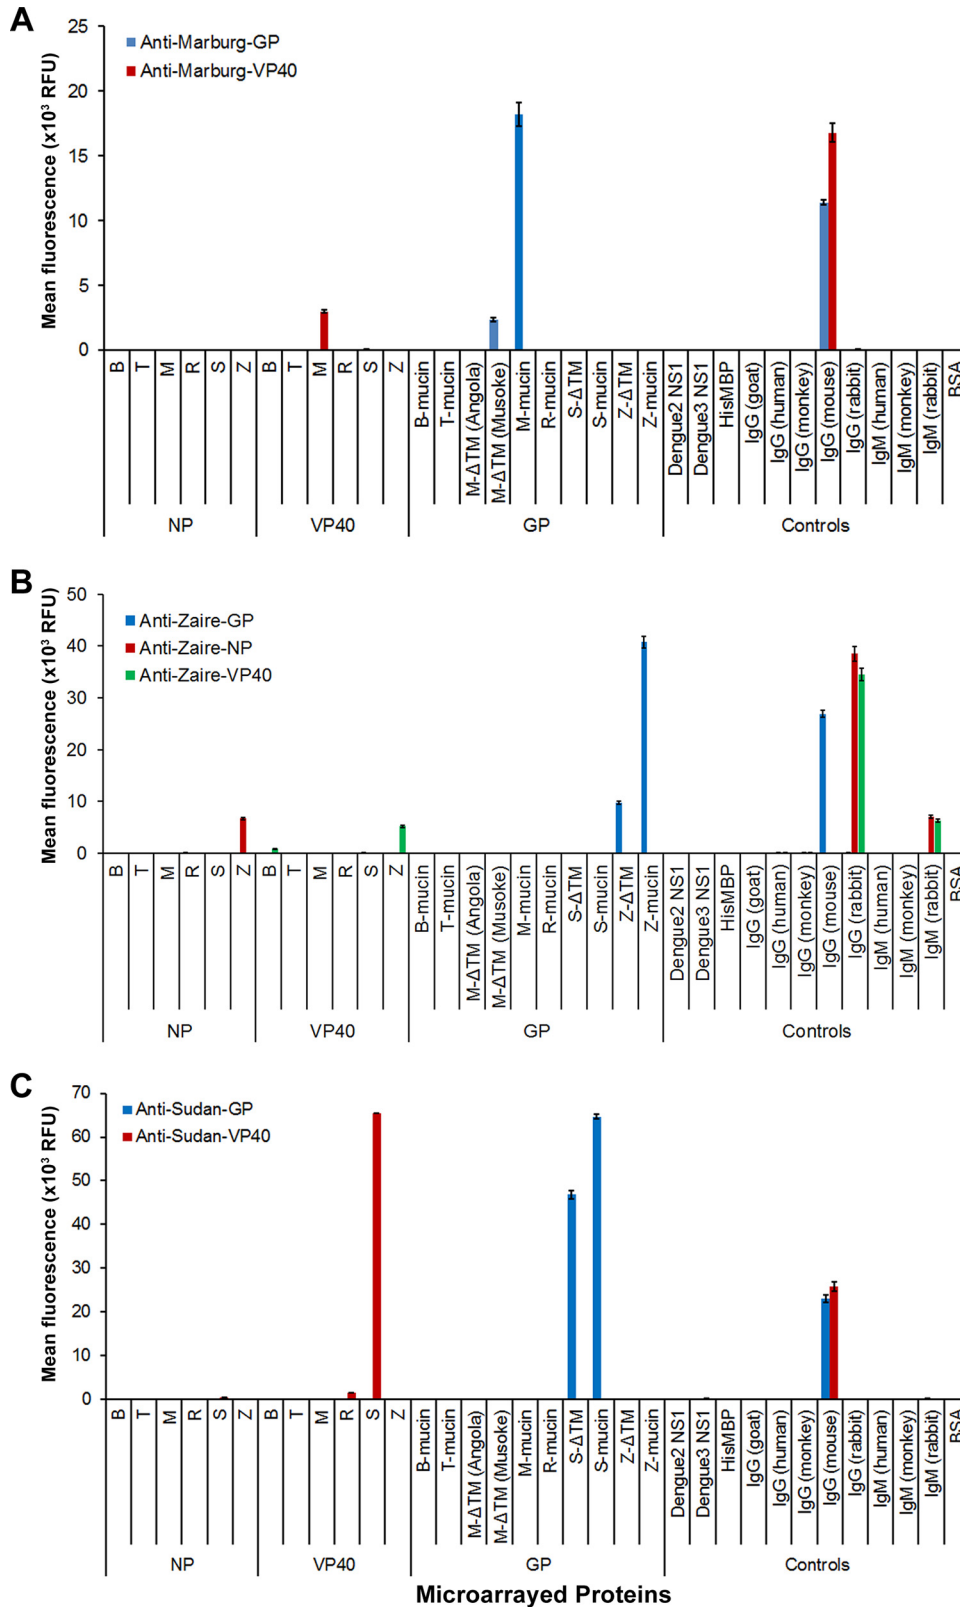 A
Mean fluorescence (x10³ RFU)
25
20
15
10
5
0
Anti-Marburg-GP
Anti-Marburg-VP40
B T M R S Z B T M R S Z B-mucin T-mucin M-ΔTM (Angola) M-ΔTM (Musoke) M-mucin R-mucin S-ΔTM S-mucin Z-ΔTM Z-mucin Dengue2 NS1 Dengue3 NS1 HisMBP IgG (goat) IgG (human) IgG (monkey) IgG (mouse) IgG (rabbit) IgM (human) IgM (monkey) IgM (rabbit) BSA
NP VP40 GP Controls
B
Mean fluorescence (x10³ RFU)
50
40
30
20
10
0
Anti-Zaire-GP
Anti-Zaire-NP
Anti-Zaire-VP40
B T M R S Z B T M R S Z B-mucin T-mucin M-ΔTM (Angola) M-ΔTM (Musoke) M-mucin R-mucin S-ΔTM S-mucin Z-ΔTM Z-mucin Dengue2 NS1 Dengue3 NS1 HisMBP IgG (goat) IgG (human) IgG (monkey) IgG (mouse) IgG (rabbit) IgM (human) IgM (monkey) IgM (rabbit) BSA
NP VP40 GP Controls
C
Mean fluorescence (x10³ RFU)
70
60
50
40
30
20
10
0
Anti-Sudan-GP
Anti-Sudan-VP40
B T M R S Z B T M R S Z B-mucin T-mucin M-ΔTM (Angola) M-ΔTM (Musoke) M-mucin R-mucin S-ΔTM S-mucin Z-ΔTM Z-mucin Dengue2 NS1 Dengue3 NS1 HisMBP IgG (goat) IgG (human) IgG (monkey) IgG (mouse) IgG (rabbit) IgM (human) IgM (monkey) IgM (rabbit) BSA
NP VP40 GP Controls
Microarrayed Proteins